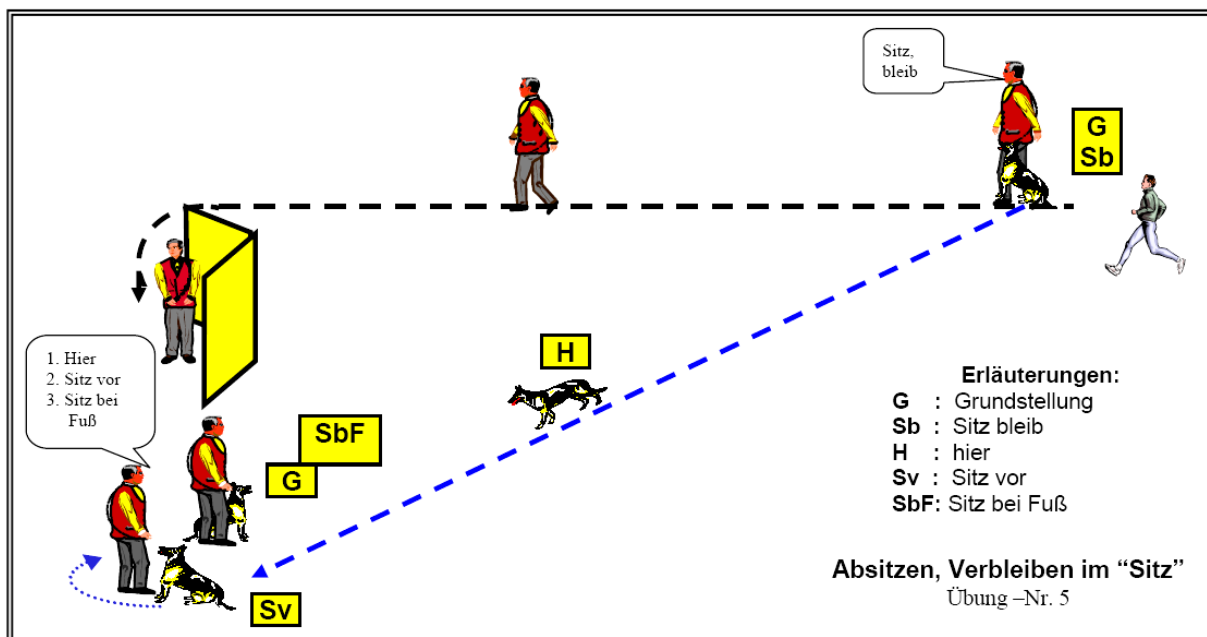 Sitz,
bleib
G
Sb
H
1. Hier
2. Sitz vor
3. Sitz bei
Fuß
SbF
G
Sv
Erläuterungen:
G : Grundstellung
Sb : Sitz bleib
H : hier
Sv : Sitz vor
SbF: Sitz bei Fuß
Absitzen, Verbleiben im “Sitz”
Übung –Nr. 5